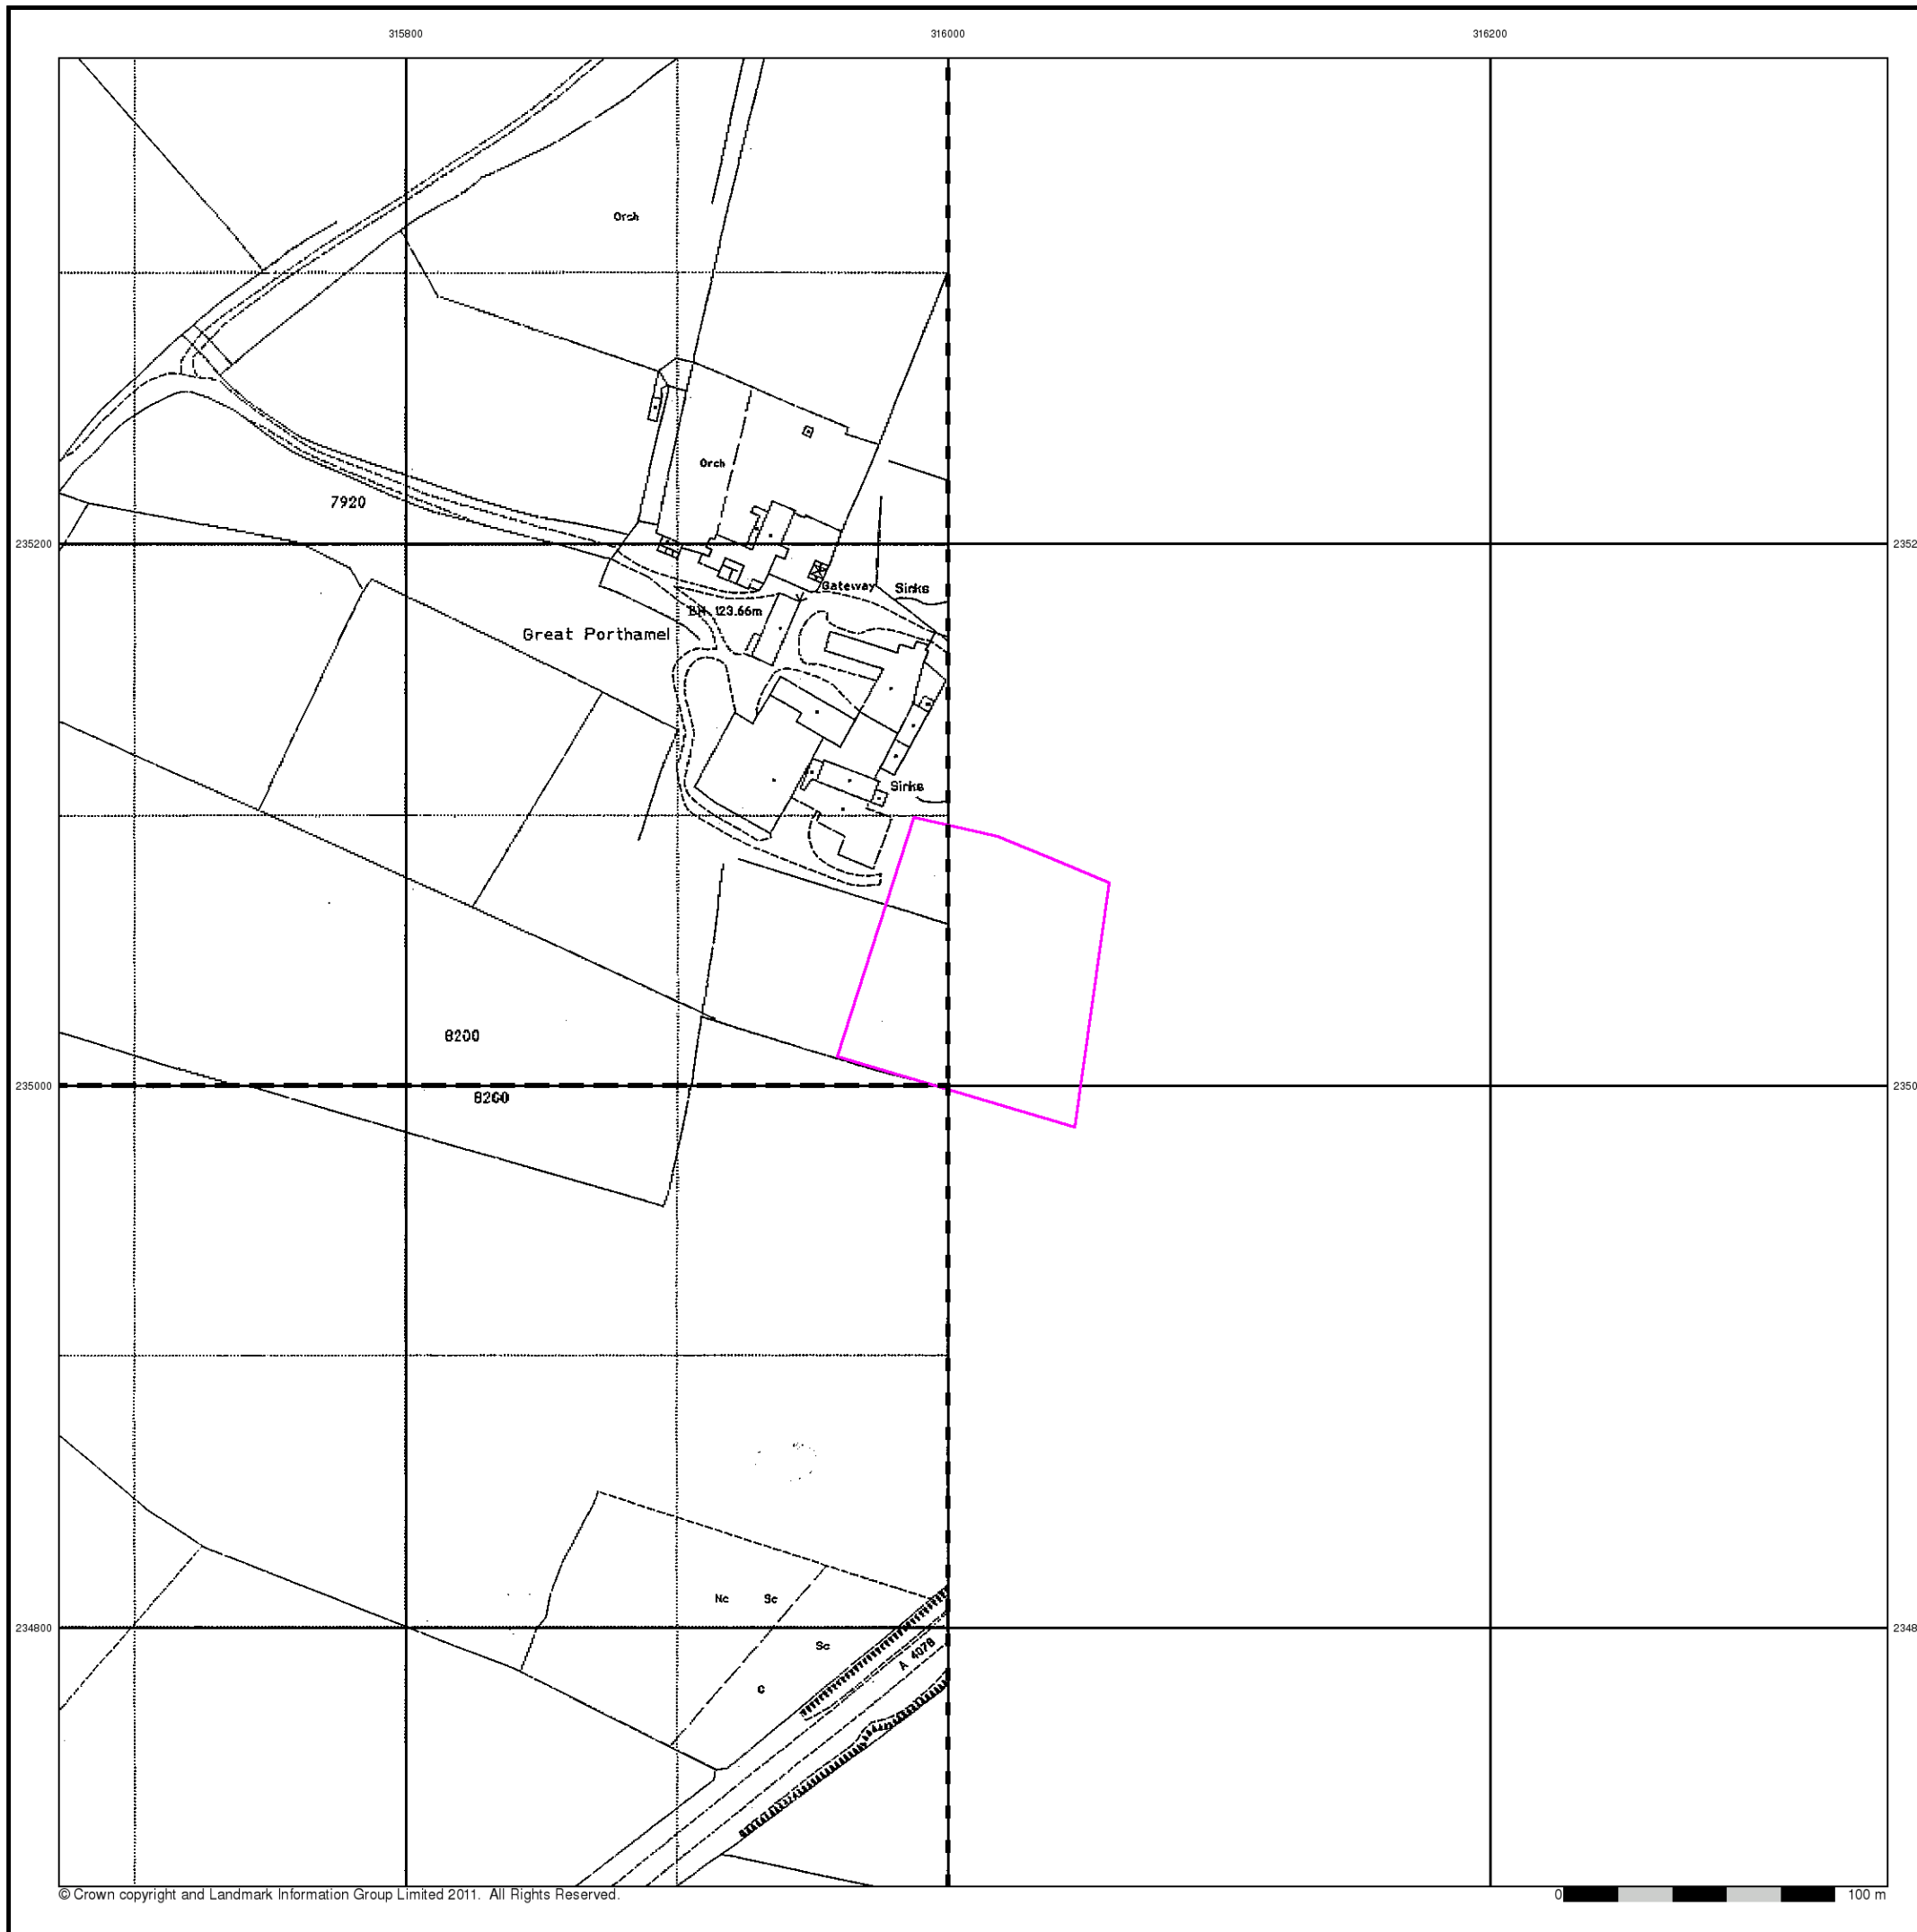 315800
316000
316200
Orch
Orch
7920
235200
2352
Gateway
Sinks
BH 123.66m
Great Porthamel
Sinks
8200
235000
2350
8200
Nc
Sc
234800
Sc
2348
A 4078
C
© Crown copyright and Landmark Information Group Limited 2011. All Rights Reserved.
0
100 m